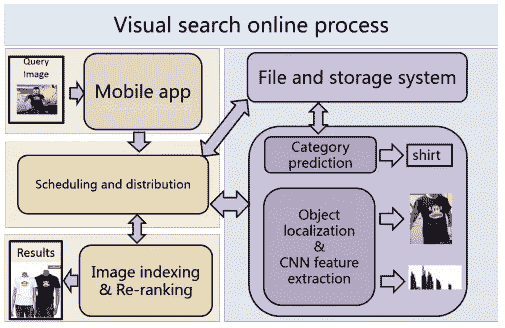 Visual search online process
Query
Image
Mobile app
File and storage system
Scheduling and distribution
Category
prediction
shirt
Object
localization
&
CNN feature
extraction
Results
Image indexing
& Re-ranking